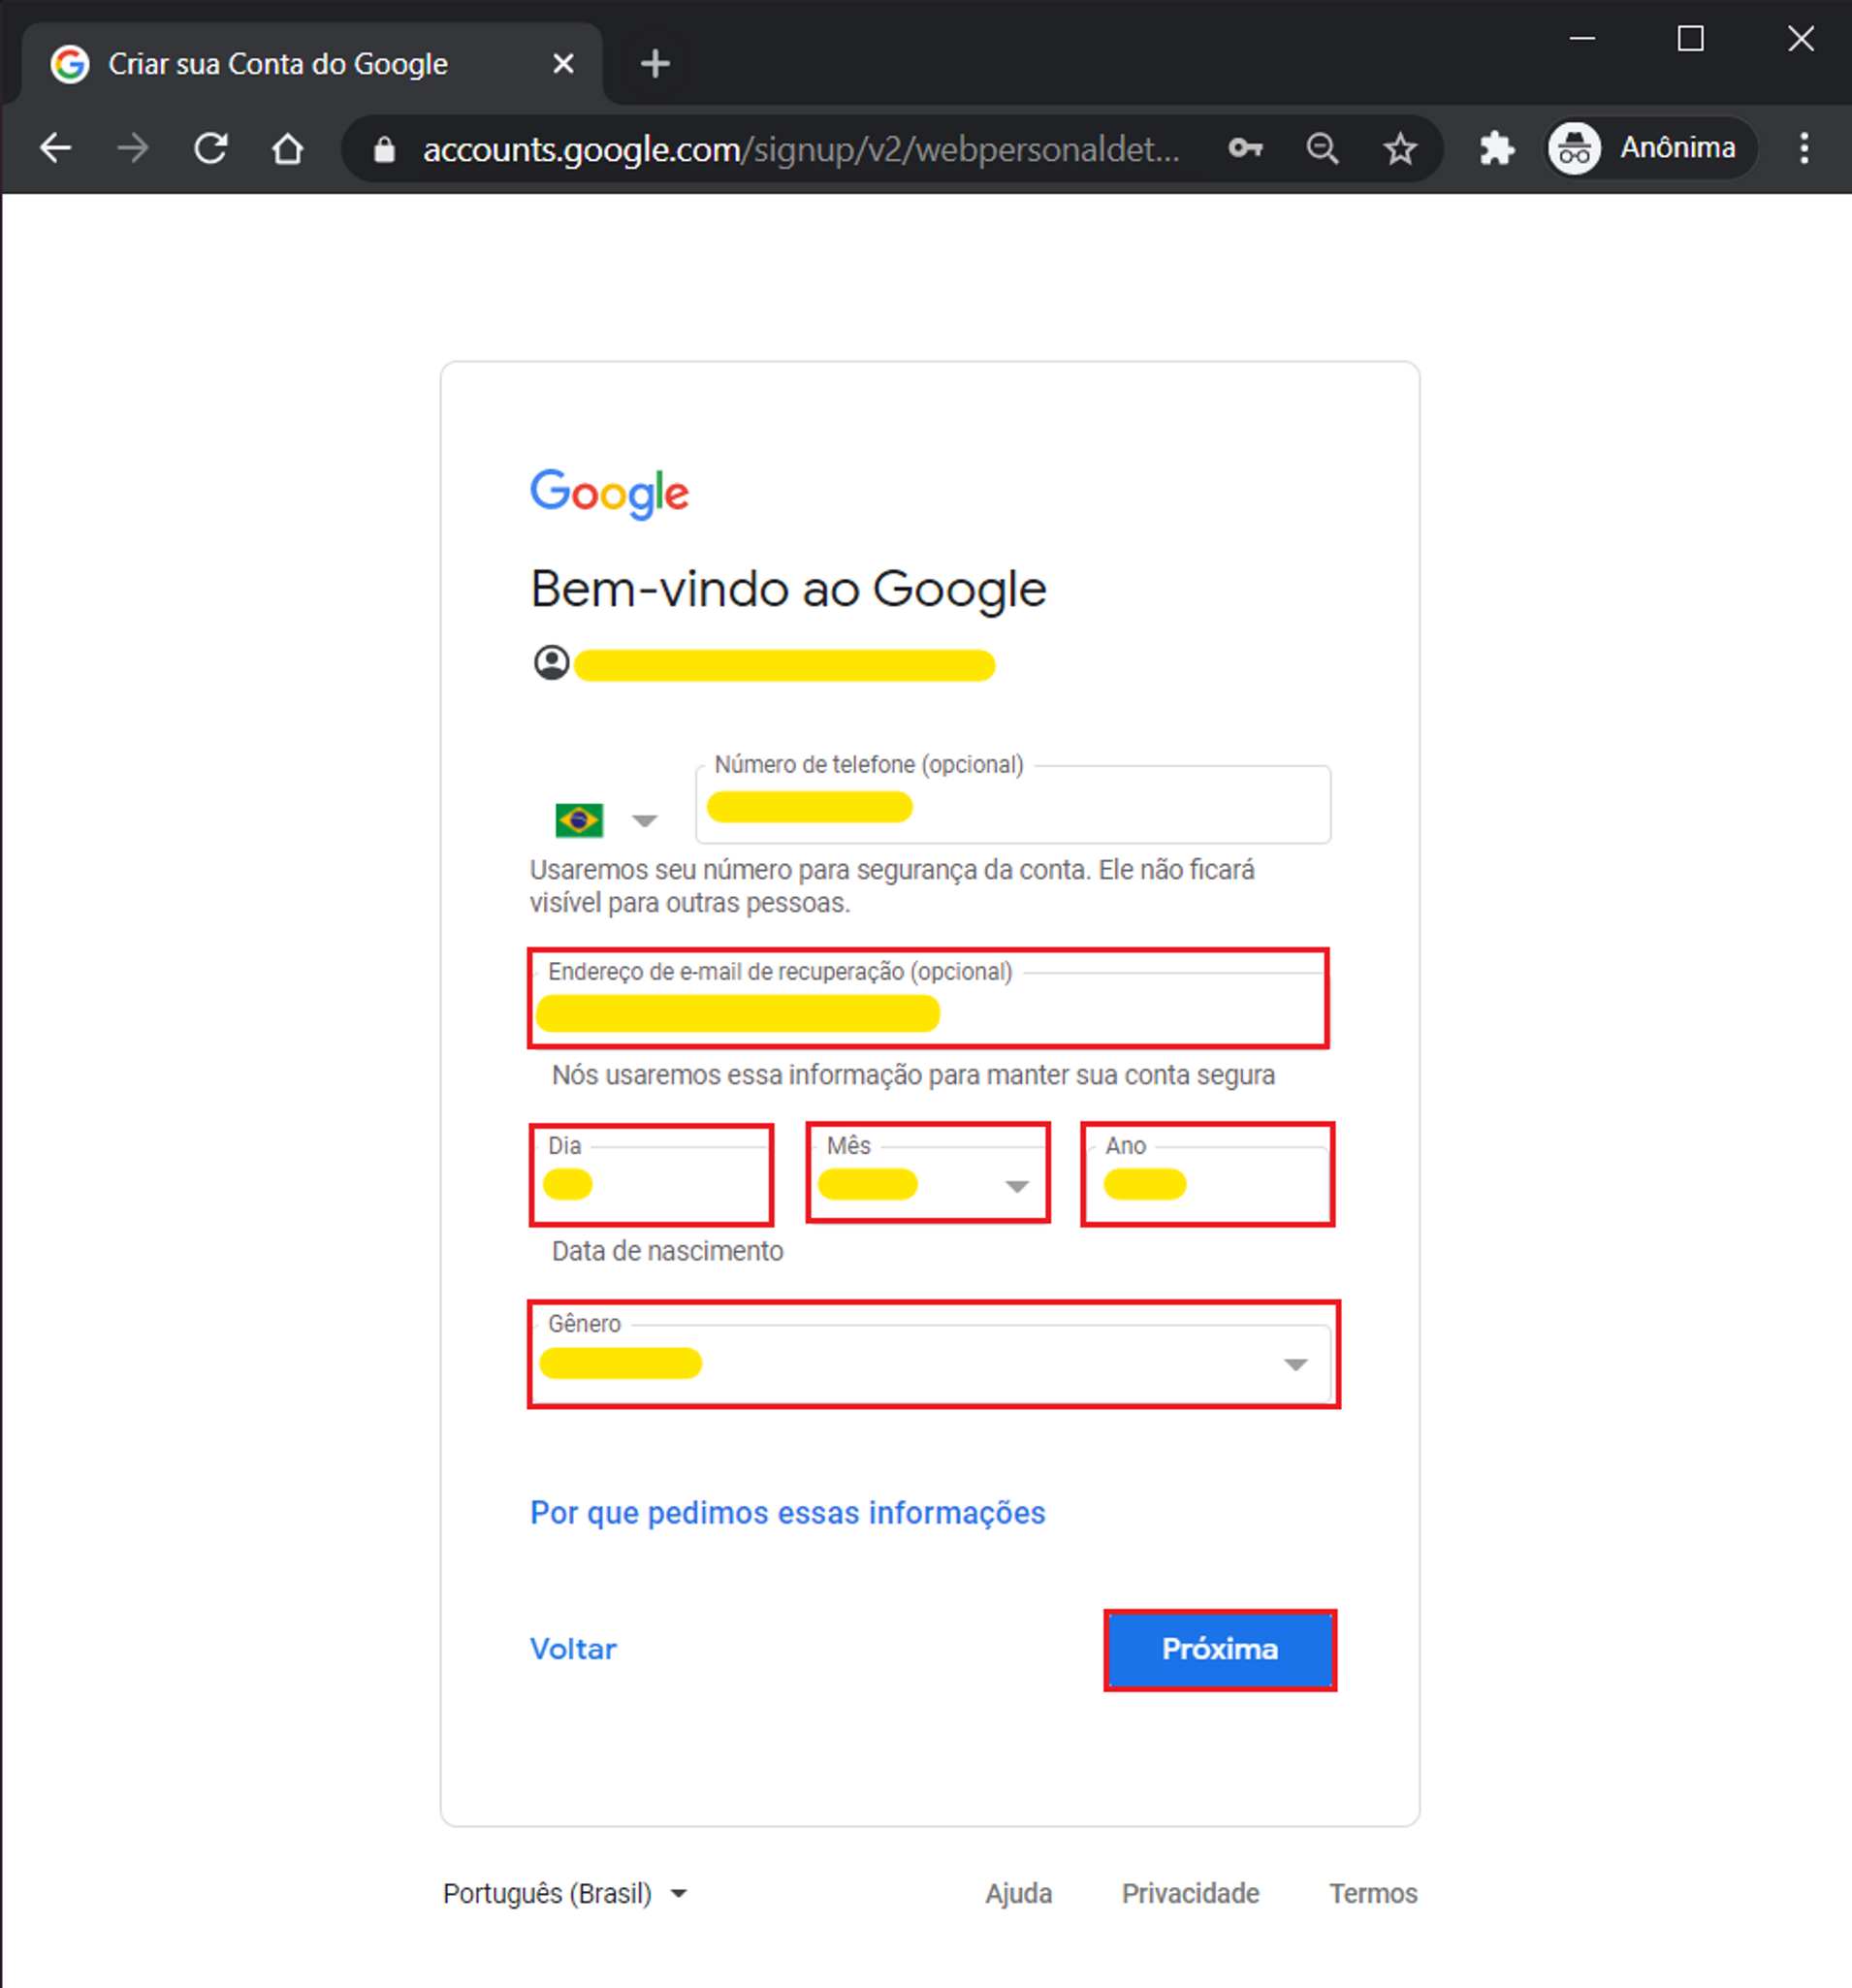 Criar sua Conta do Google
accounts.google.com/signup/v2/webpersonaldet...
Anônima
Google
Bem-vindo ao Google
Número de telefone (opcional)
Usaremos seu número para segurança da conta. Ele não ficará
visível para outras pessoas.
Endereço de e-mail de recuperação (opcional)
Nós usaremos essa informação para manter sua conta segura
Dia
Mês
Ano
Data de nascimento
Gênero
Por que pedimos essas informações
Voltar
Próxima
Português (Brasil)
Ajuda
Privacidade
Termos